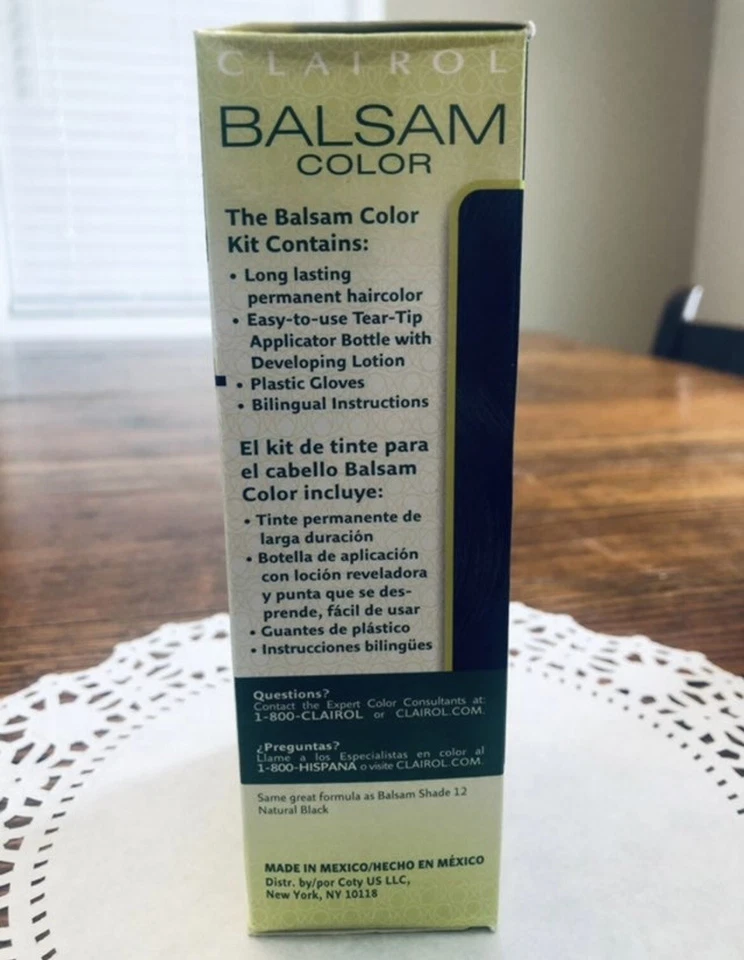 CLAIROL
BALSAM
COLOR
The Balsam Color
Kit Contains:
• Long lasting
permanent haircolor
• Easy-to-use Tear-Tip
Applicator Bottle with
Developing Lotion
• Plastic Gloves
• Bilingual Instructions
El kit de tinte para
el cabello Balsam
Color incluye:
• Tinte permanente de
larga duración
• Botella de aplicación
con loción reveladora
y punta que se des-
prende, fácil de usar
• Guantes de plástico
• Instrucciones bilingües
Questions?
Contact the Expert Color Consultants at:
1-800-CLAIROL or CLAIROL.COM.
¿Preguntas?
Llame a los Especialistas en color al
1-800-HISPANA o visite CLAIROL.COM.
Same great formula as Balsam Shade 12
Natural Black
MADE IN MEXICO/HECHO EN MÉXICO
Distr. by/por Coty US LLC,
New York, NY 10118